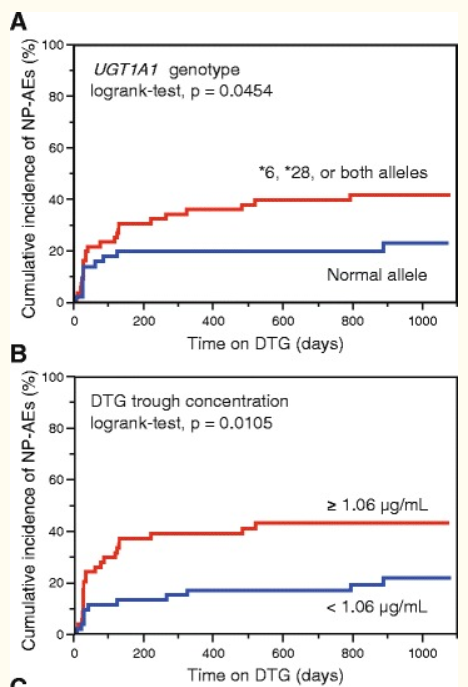 A
Cumulative incidence of NP-AEs (%)
100
80
60
40
20
0
UGT1A1 genotype
logrank-test, p = 0.0454
*6, *28, or both alleles
Normal allele
0 200 400 600 800 1000
Time on DTG (days)
B
Cumulative incidence of NP-AEs (%)
100
80
60
40
20
0
DTG trough concentration
logrank-test, p = 0.0105
≥ 1.06 µg/mL
< 1.06 µg/mL
0 200 400 600 800 1000
Time on DTG (days)
C